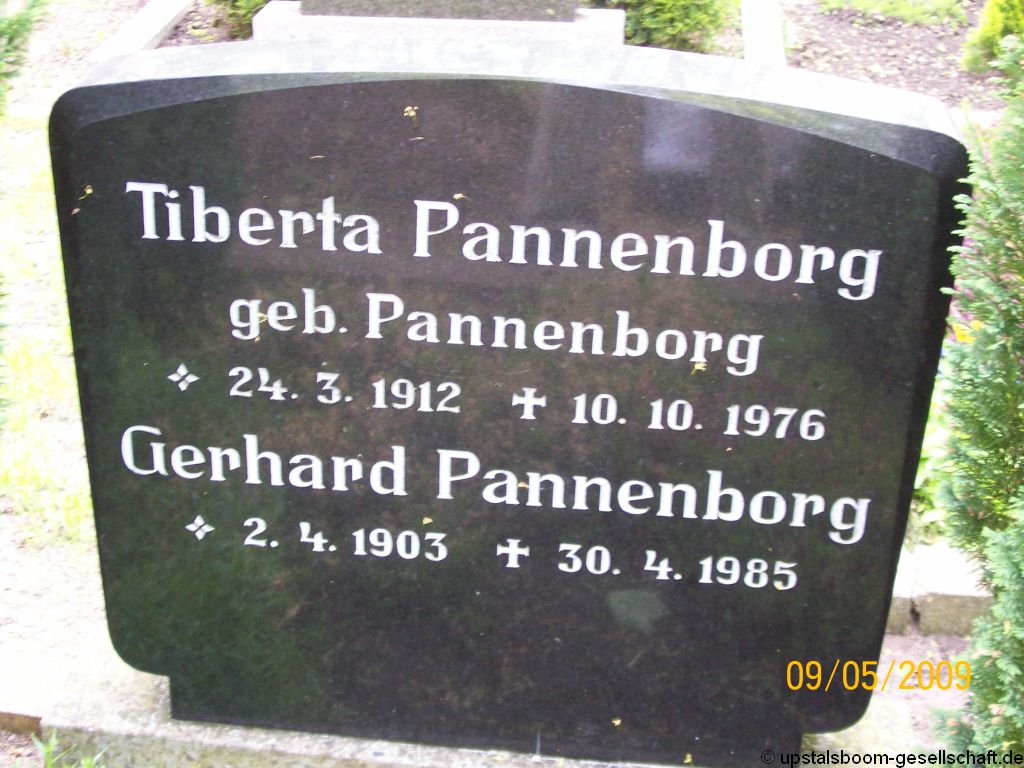 Tiberta Pannenborg
geb. Pannenborg
24. 3. 1912 ✝ 10. 10. 1976
Gerhard Pannenborg
2. 4. 1903 ✝ 30. 4. 1985
09/05/2009
© upstalsboom-gesellschaft.de